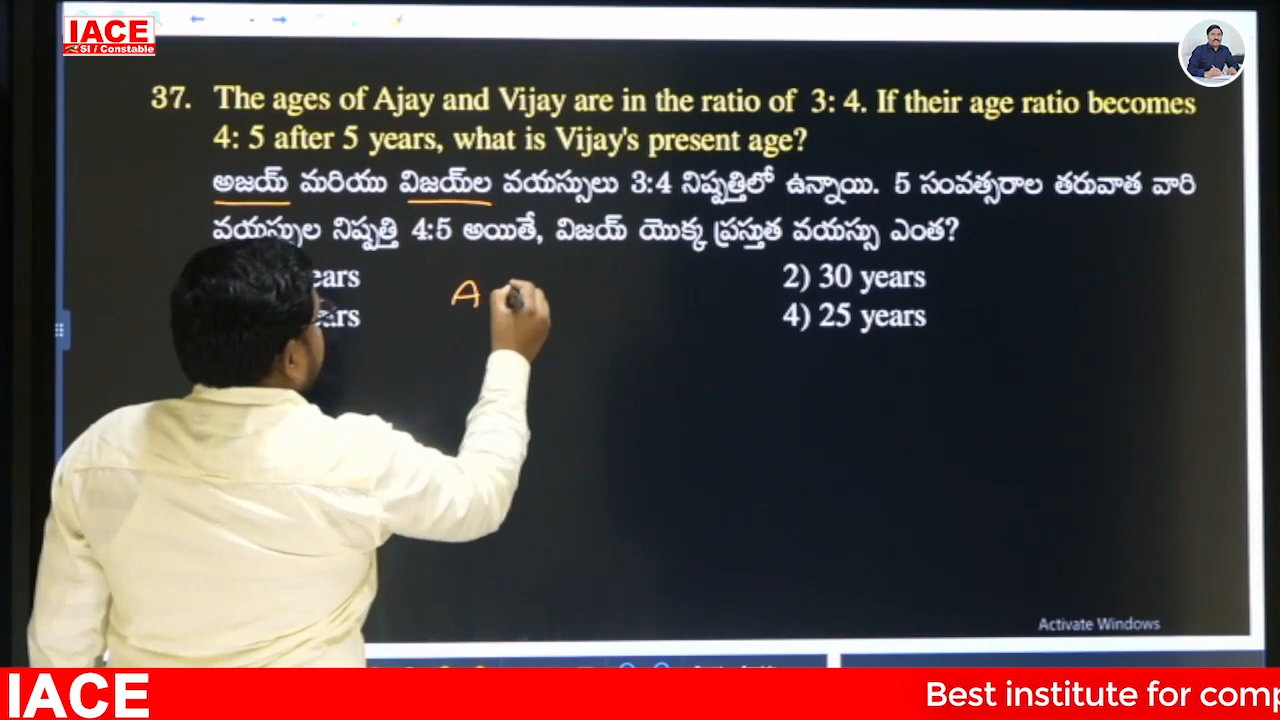 IACE
SI / Constable
37. The ages of Ajay and Vijay are in the ratio of 3: 4. If their age ratio becomes
4: 5 after 5 years, what is Vijay's present age?
అజయ్ మరియు విజయ్‌ల వయస్సులు 3:4 నిష్పత్తిలో ఉన్నాయి. 5 సంవత్సరాల తరువాత వారి
వయస్సుల నిష్పత్తి 4:5 అయితే, విజయ్ యొక్క ప్రస్తుత వయస్సు ఎంత?
2) 30 years
A
4) 25 years
Activate Windows
IACE
Best institute for comp